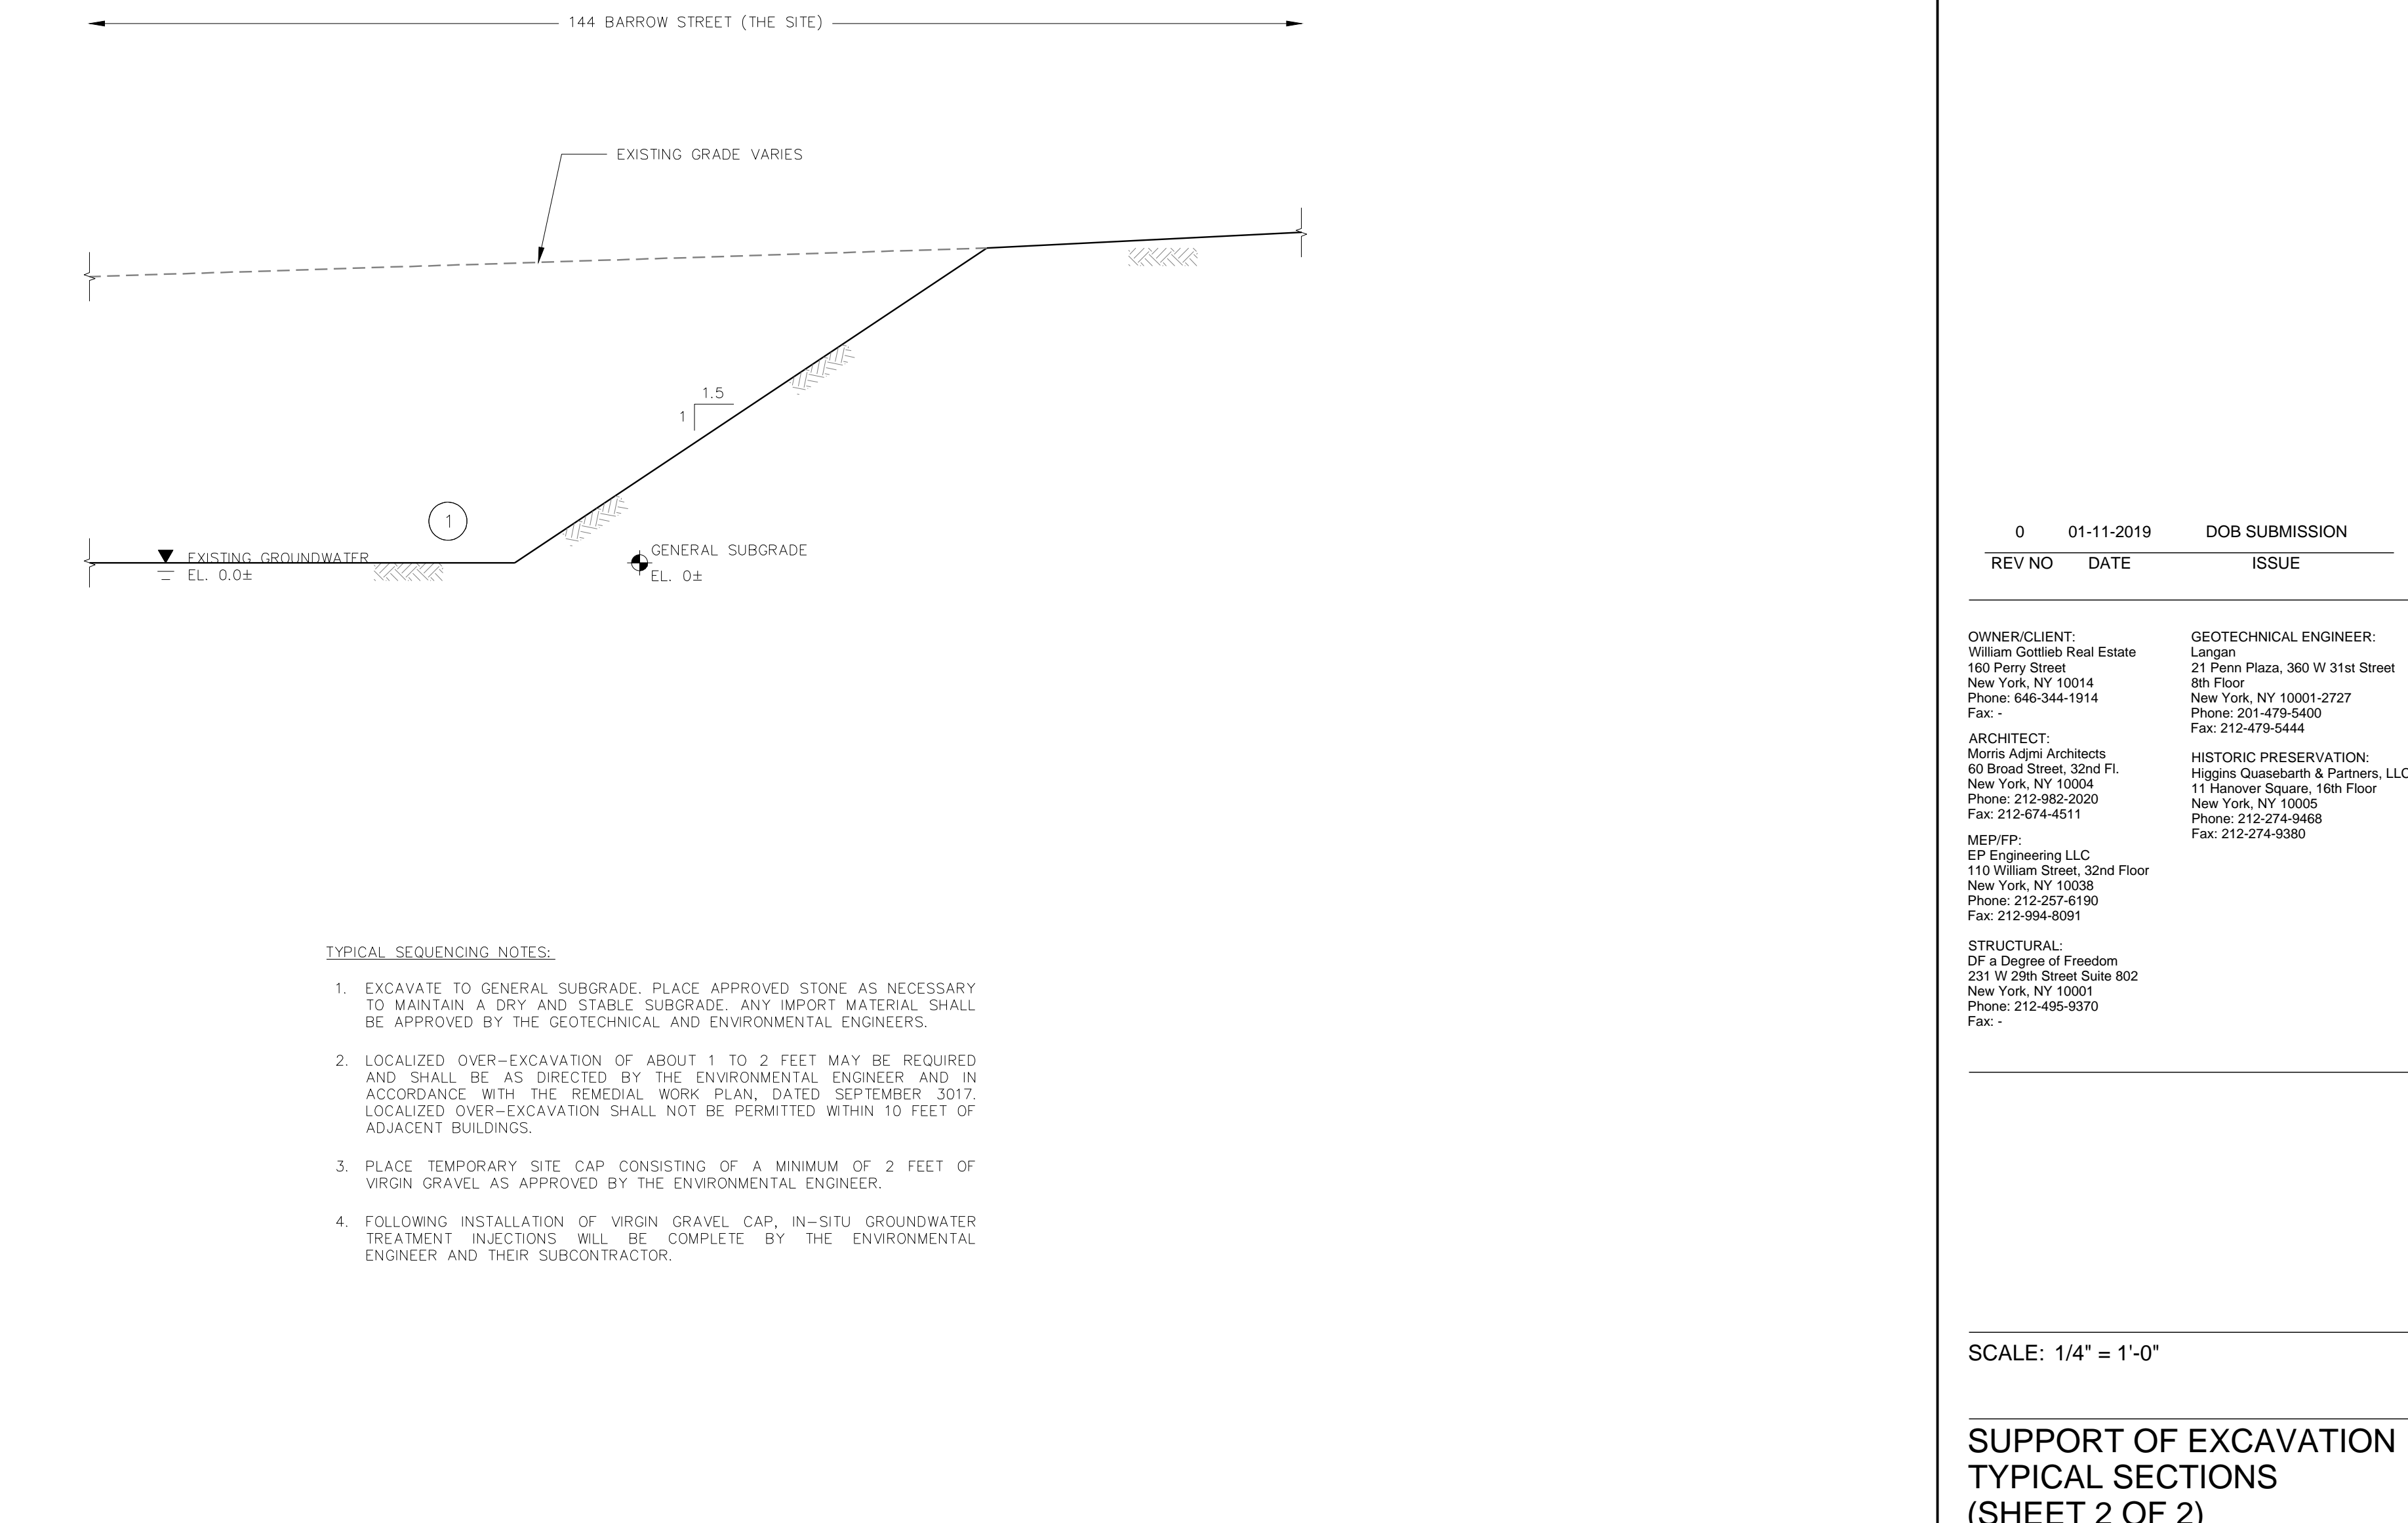 144 BARROW STREET (THE SITE)
EXISTING GRADE VARIES
1.5
1
1
EXISTING GROUNDWATER
EL. 0.0±
GENERAL SUBGRADE
EL. 0±
TYPICAL SEQUENCING NOTES:
1. EXCAVATE TO GENERAL SUBGRADE. PLACE APPROVED STONE AS NECESSARY
TO MAINTAIN A DRY AND STABLE SUBGRADE. ANY IMPORT MATERIAL SHALL
BE APPROVED BY THE GEOTECHNICAL AND ENVIRONMENTAL ENGINEERS.
2. LOCALIZED OVER-EXCAVATION OF ABOUT 1 TO 2 FEET MAY BE REQUIRED
AND SHALL BE AS DIRECTED BY THE ENVIRONMENTAL ENGINEER AND IN
ACCORDANCE WITH THE REMEDIAL WORK PLAN, DATED SEPTEMBER 3017.
LOCALIZED OVER-EXCAVATION SHALL NOT BE PERMITTED WITHIN 10 FEET OF
ADJACENT BUILDINGS.
3. PLACE TEMPORARY SITE CAP CONSISTING OF A MINIMUM OF 2 FEET OF
VIRGIN GRAVEL AS APPROVED BY THE ENVIRONMENTAL ENGINEER.
4. FOLLOWING INSTALLATION OF VIRGIN GRAVEL CAP, IN-SITU GROUNDWATER
TREATMENT INJECTIONS WILL BE COMPLETE BY THE ENVIRONMENTAL
ENGINEER AND THEIR SUBCONTRACTOR.
0 01-11-2019 DOB SUBMISSION
REV NO DATE ISSUE
OWNER/CLIENT:
William Gottlieb Real Estate
160 Perry Street
New York, NY 10014
Phone: 646-344-1914
Fax: -
ARCHITECT:
Morris Adjmi Architects
60 Broad Street, 32nd Fl.
New York, NY 10004
Phone: 212-982-2020
Fax: 212-674-4511
MEP/FP:
EP Engineering LLC
110 William Street, 32nd Floor
New York, NY 10038
Phone: 212-257-6190
Fax: 212-994-8091
STRUCTURAL:
DF a Degree of Freedom
231 W 29th Street Suite 802
New York, NY 10001
Phone: 212-495-9370
Fax: -
GEOTECHNICAL ENGINEER:
Langan
21 Penn Plaza, 360 W 31st Street
8th Floor
New York, NY 10001-2727
Phone: 201-479-5400
Fax: 212-479-5444
HISTORIC PRESERVATION:
Higgins Quasebarth & Partners, LLC
11 Hanover Square, 16th Floor
New York, NY 10005
Phone: 212-274-9468
Fax: 212-274-9380
SCALE: 1/4" = 1'-0"
SUPPORT OF EXCAVATION
TYPICAL SECTIONS
(SHEET 2 OF 2)